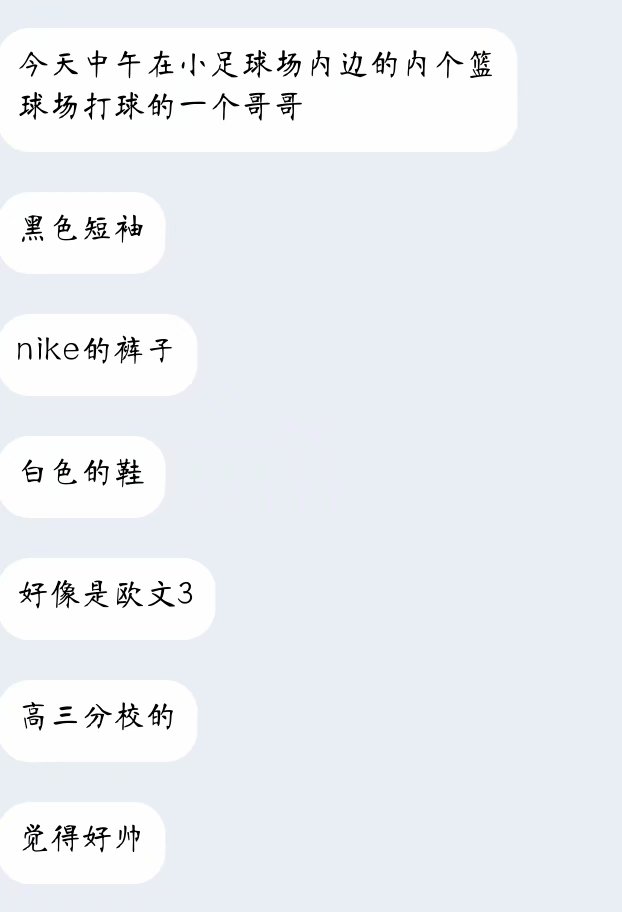 今天中午在小足球场内边的内个篮
球场打球的一个哥哥
黑色短袖
nike的裤子
白色的鞋
好像是欧文3
高三分校的
觉得好帅